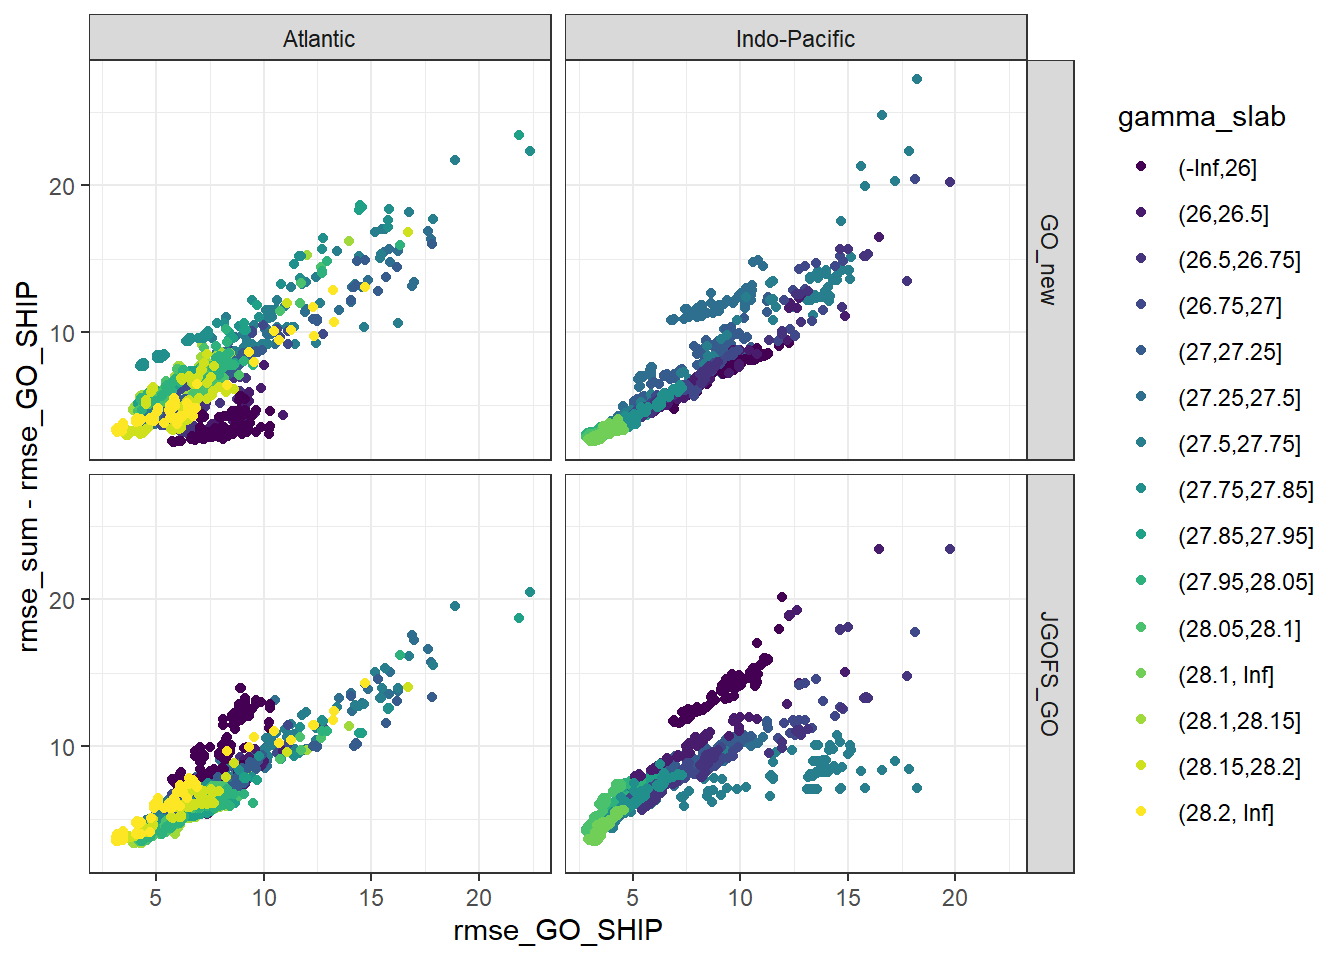 Atlantic
Indo-Pacific
20
10
GO_new
20
10
JGOFS_GO
5
10
15
20
5
10
15
20
rmse_GO_SHIP
rmse_sum - rmse_GO_SHIP
gamma_slab
(-Inf,26]
(26,26.5]
(26.5,26.75]
(26.75,27]
(27,27.25]
(27.25,27.5]
(27.5,27.75]
(27.75,27.85]
(27.85,27.95]
(27.95,28.05]
(28.05,28.1]
(28.1, Inf]
(28.1,28.15]
(28.15,28.2]
(28.2, Inf]